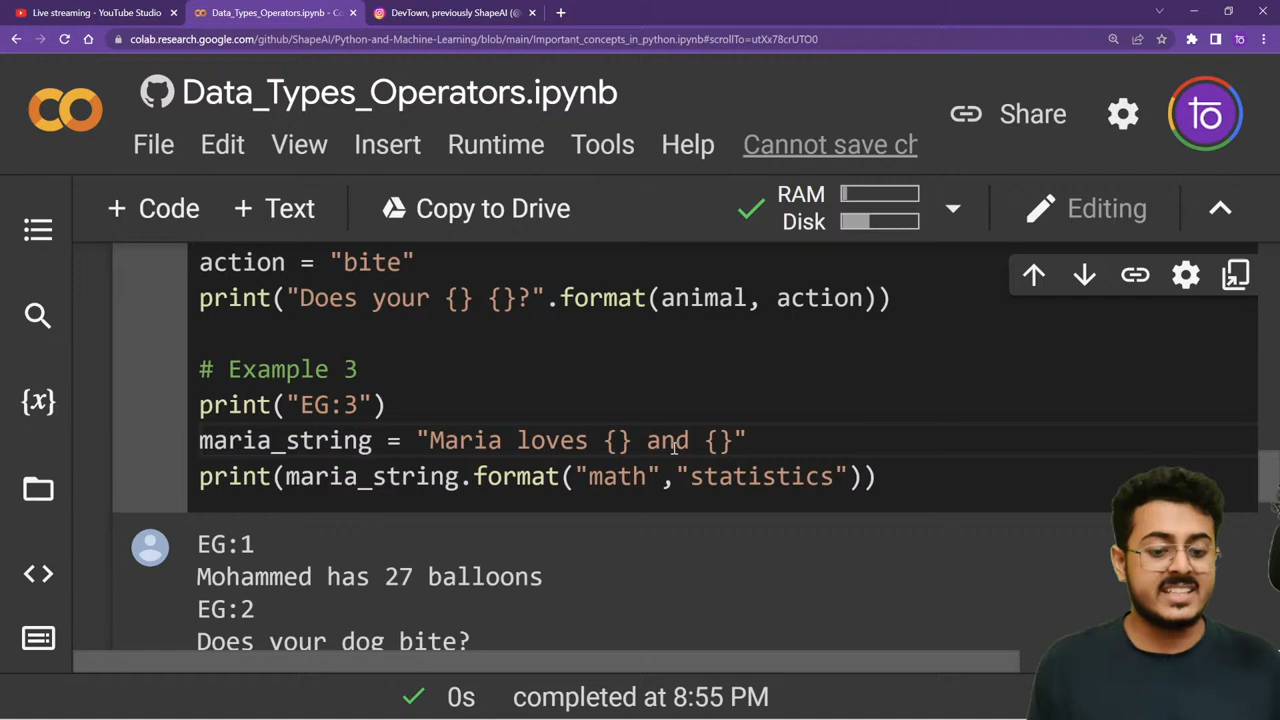 Live streaming - YouTube Studio
Data_Types_Operators.ipynb - Co
DevTown, previously ShapeAI (@
colab.research.google.com/github/ShapeAI/Python-and-Machine-Learning/blob/main/Important_concepts_in_python.ipynb#scrollTo=utXx78crUTO0
Data_Types_Operators.ipynb
Share
File Edit View Insert Runtime Tools Help Cannot save ch
+ Code + Text Copy to Drive
RAM
Disk
Editing
action = "bite"
print("Does your {} {}?".format(animal, action))
# Example 3
print("EG:3")
maria_string = "Maria loves {} and {}"
print(maria_string.format("math","statistics"))
EG:1
Mohammed has 27 balloons
EG:2
Does your dog bite?
0s completed at 8:55 PM